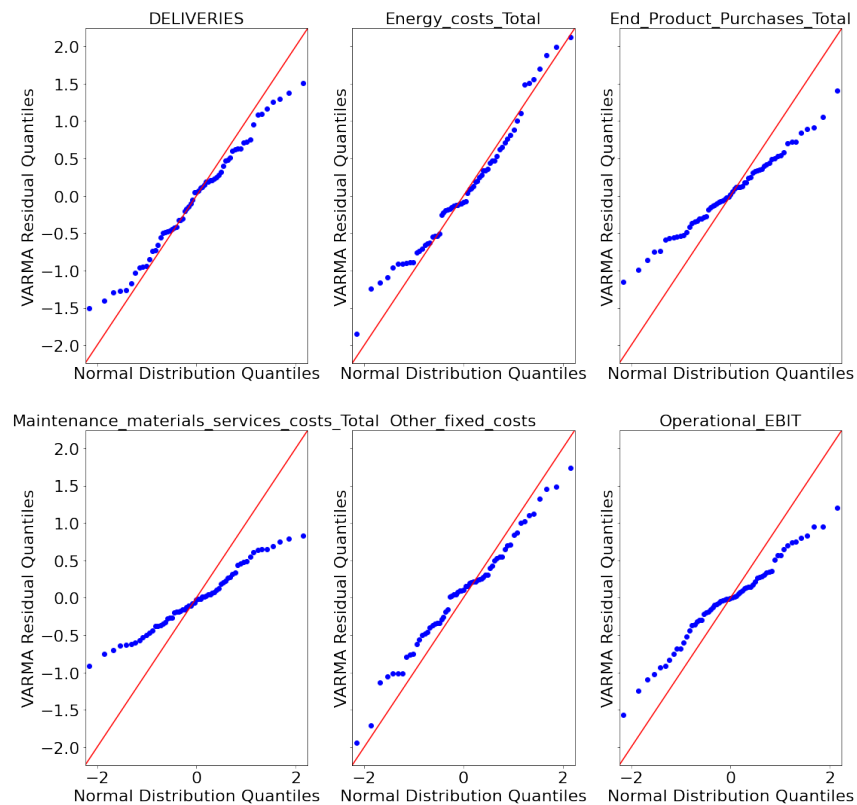 DELIVERIES
Energy_costs_Total
End_Product_Purchases_Total
VARMA Residual Quantiles
VARMA Residual Quantiles
VARMA Residual Quantiles
2.0
1.5
1.0
0.5
0.0
−0.5
−1.0
−1.5
−2.0
Normal Distribution Quantiles
Normal Distribution Quantiles
Normal Distribution Quantiles
Maintenance_materials_services_costs_Total
Other_fixed_costs
Operational_EBIT
VARMA Residual Quantiles
VARMA Residual Quantiles
VARMA Residual Quantiles
2.0
1.5
1.0
0.5
0.0
−0.5
−1.0
−1.5
−2.0
−2 0 2
−2 0 2
−2 0 2
Normal Distribution Quantiles
Normal Distribution Quantiles
Normal Distribution Quantiles